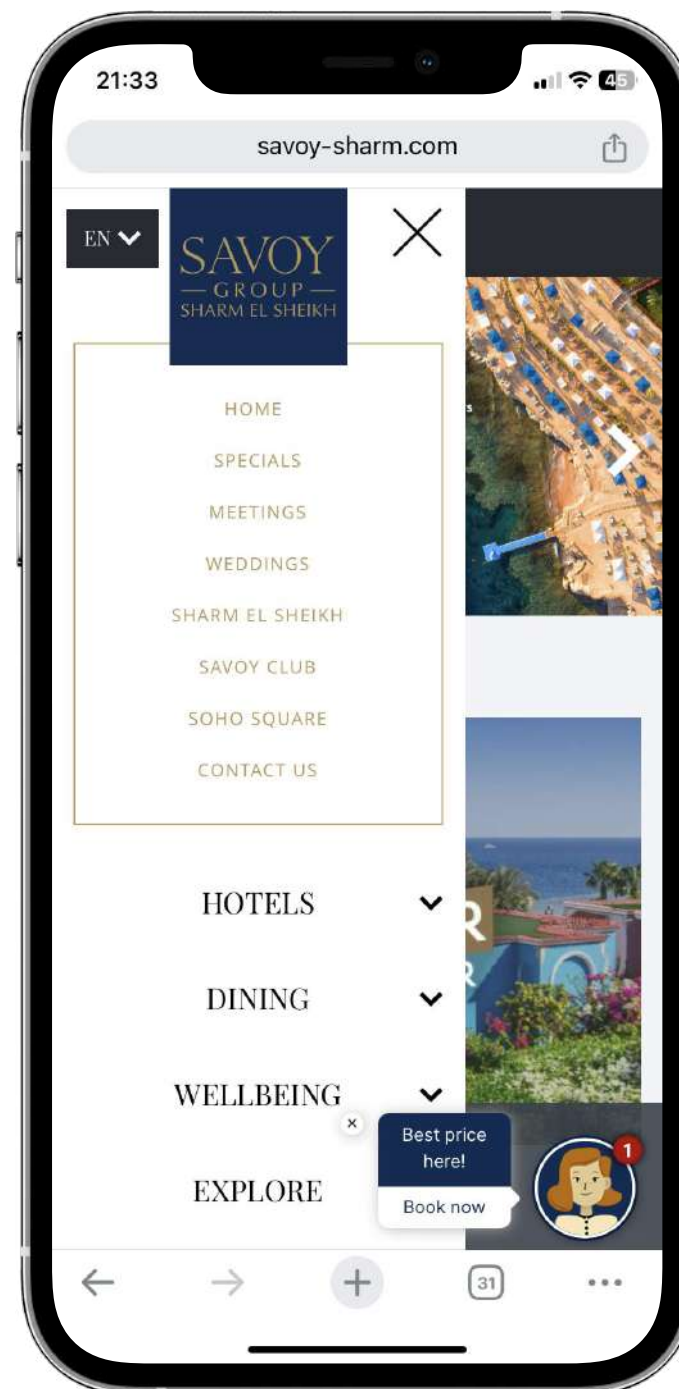 21:33
45
savoy-sharm.com
EN
SAVOY
GROUP
SHARM EL SHEIKH
HOME
SPECIALS
MEETINGS
WEDDINGS
SHARM EL SHEIKH
SAVOY CLUB
SOHO SQUARE
CONTACT US
HOTELS
DINING
WELLBEING
EXPLORE
Best price
here!
Book now
1
31